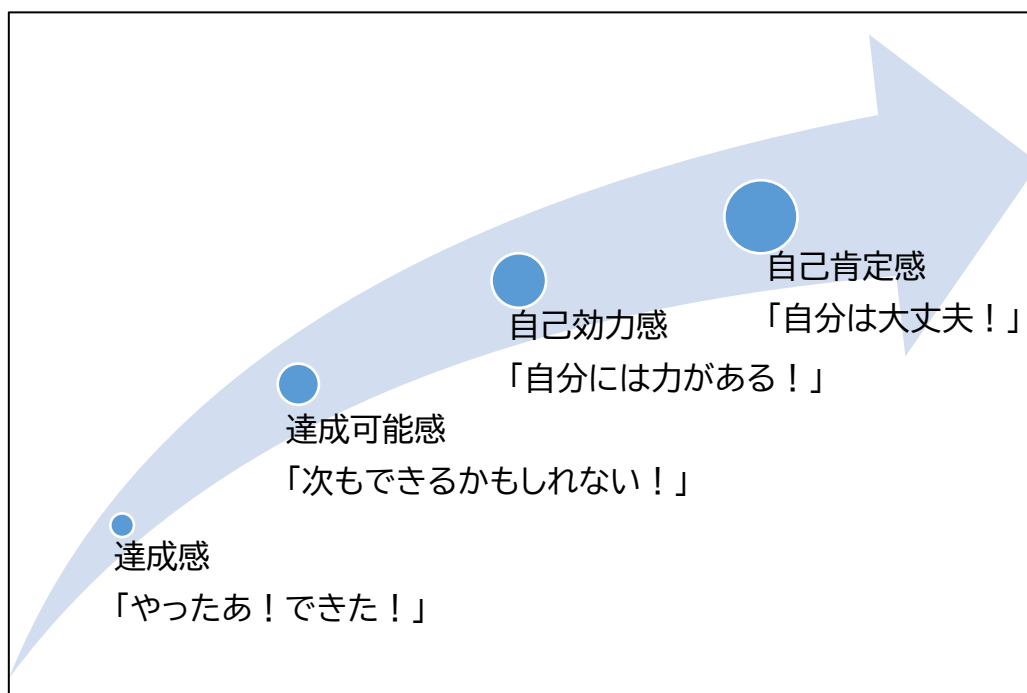 自己肯定感
「自分は大丈夫！」
自己効力感
「自分には力がある！」
達成可能感
「次もできるかもしれない！」
達成感
「やったあ！できた！」